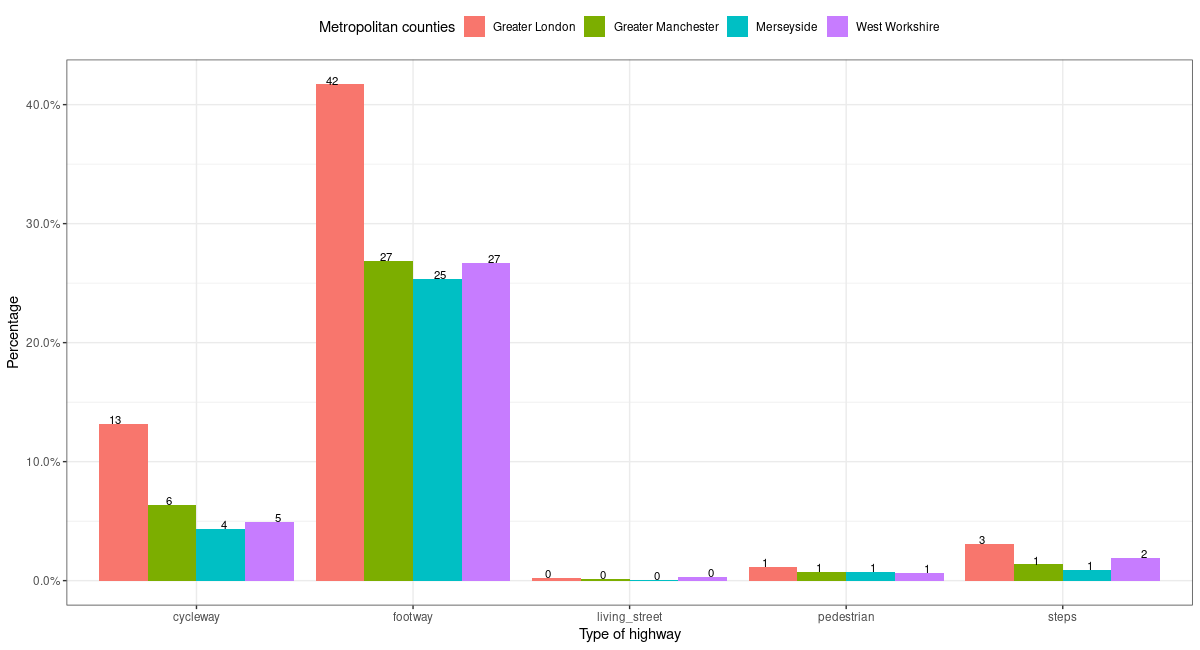 Metropolitan counties Greater London Greater Manchester Merseyside West Workshire
Percentage
40.0%
30.0%
20.0%
10.0%
0.0%
13 6 4 5
42 27 25 27
0 0 0 0
1 1 1 1
3 1 1 2
cycleway footway living_street pedestrian steps
Type of highway